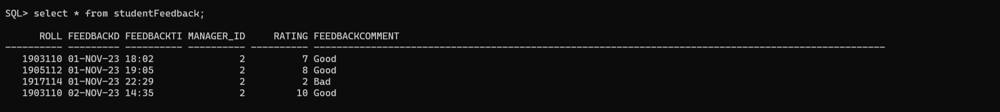 SQL> select * from studentFeedback;
ROLL FEEDBACKD FEEDBACKTI MANAGER_ID RATING FEEDBACKCOMMENT
---------- --------- ---------- ---------- ---------- ----------------------------------------------------------------------------------------------------
1903110 01-NOV-23 18:02 2 7 Good
1905112 01-NOV-23 19:05 2 8 Good
1917114 01-NOV-23 22:29 2 2 Bad
1903110 02-NOV-23 14:35 2 10 Good